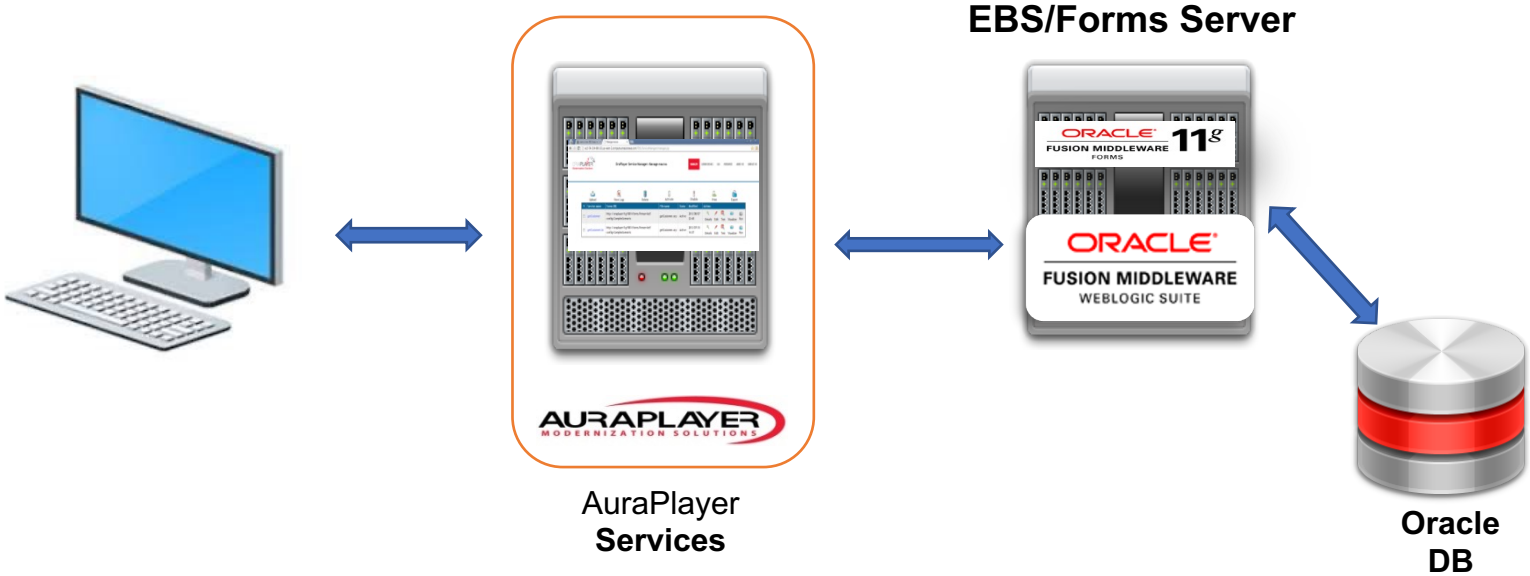 EBS/Forms Server
ORACLE
FUSION MIDDLEWARE
FORMS
11g
ORACLE
FUSION MIDDLEWARE
WEBLOGIC SUITE
AURAPLAYER
MODERNIZATION SOLUTIONS
AuraPlayer
Services
Oracle
DB